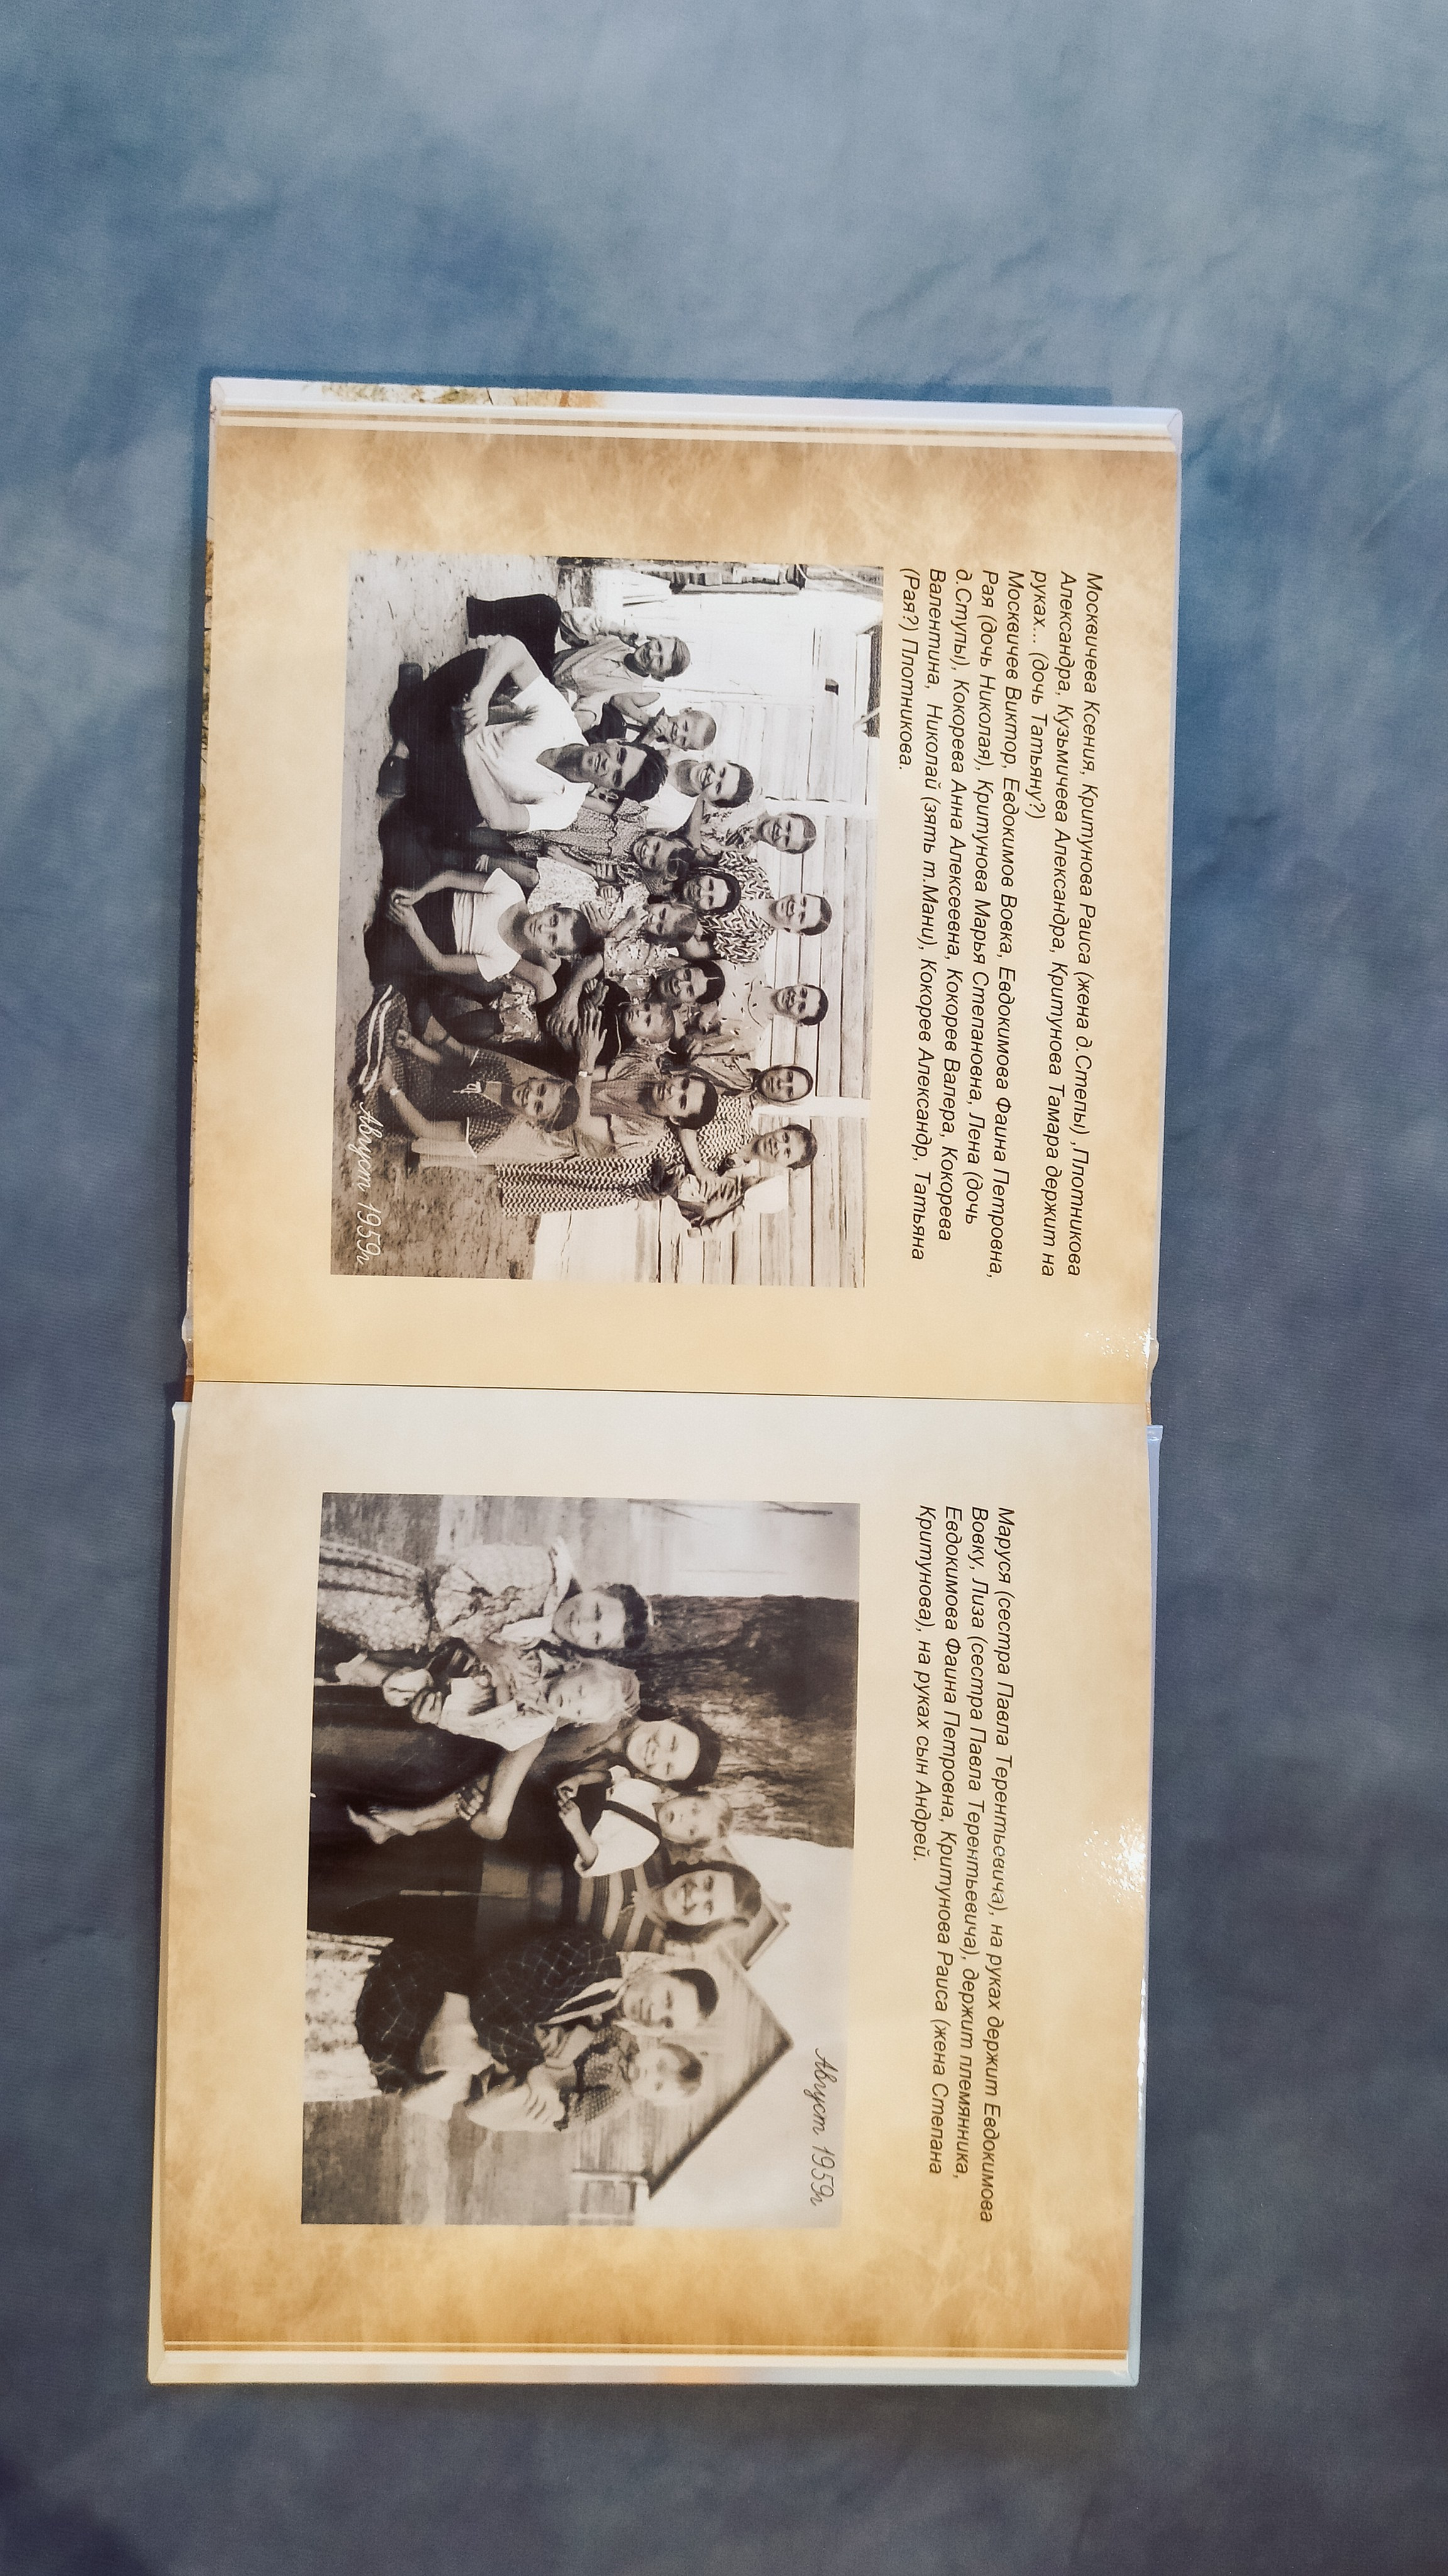 Москвичева Ксения, Критунова Раиса (жена д.Степы) ,Плотникова
Александра, Кузьмичева Александра, Критунова Тамара держит на
руках... (дочь Татьяну?)
Москвичев Виктор, Евдокимов Вовка, Евдокимова Фаина Петровна,
Рая (дочь Николая), Критунова Марья Степановна, Лена (дочь
д.Ступы), Кокорева Анна Алексеевна, Кокорев Валера, Кокорева
Валентина, Николай (зять т.Мани), Кокорев Александр, Татьяна
(Рая?) Плотникова.
Август 1959г
Маруся (сестра Павла Терентьевича), на руках держит Евдокимова
Вовку, Лиза (сестра Павла Терентьевича), держит племянника,
Евдокимова Фаина Петровна, Критунова Раиса (жена Степана
Критунова), на руках сын Андрей.
Август 1959г